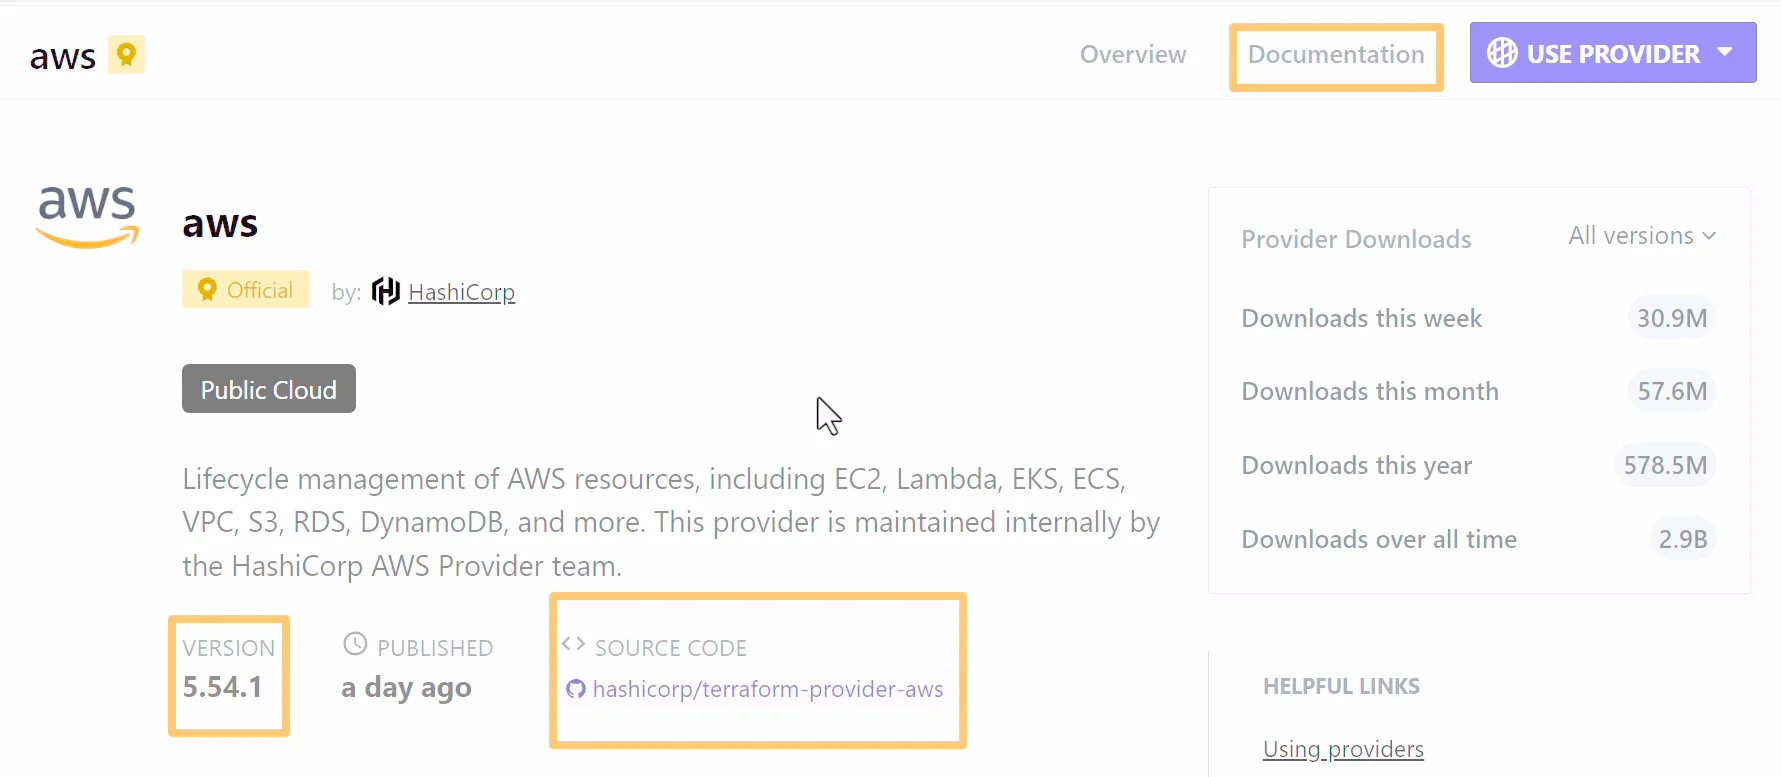 aws
Overview
Documentation
USE PROVIDER
aws
aws
Official
by:
HashiCorp
Public Cloud
Lifecycle management of AWS resources, including EC2, Lambda, EKS, ECS,
VPC, S3, RDS, DynamoDB, and more. This provider is maintained internally by
the HashiCorp AWS Provider team.
VERSION
5.54.1
PUBLISHED
a day ago
<> SOURCE CODE
hashicorp/terraform-provider-aws
Provider Downloads
All versions
Downloads this week 30.9M
Downloads this month 57.6M
Downloads this year 578.5M
Downloads over all time 2.9B
HELPFUL LINKS
Using providers